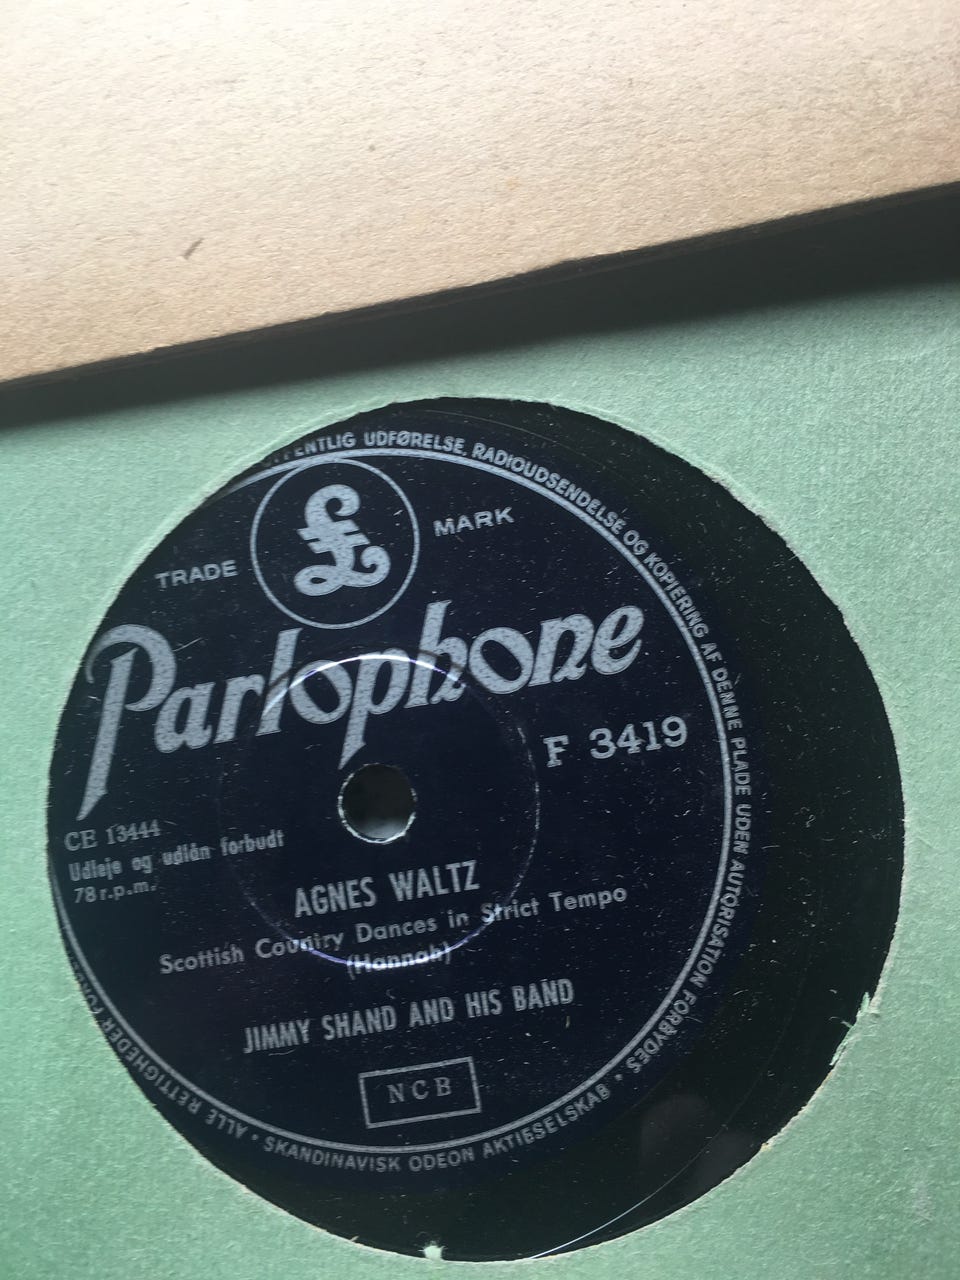 TRADE £ MARK
Parlophone
F 3419
CE 13444
Udleje og udlån forbudt
78 r.p.m.
AGNES WALTZ
Scottish Country Dances in Strict Tempo
(Hannah)
JIMMY SHAND AND HIS BAND
NCB
UDFØRELSE, RADIOUDSENDELSE OG KOPIERING AF DENNE PLADE UDEN AUTORISATION FORBYDES • SKANDINAVISK ODEON AKTIESELSKAB • ALLE RETTIGHEDER